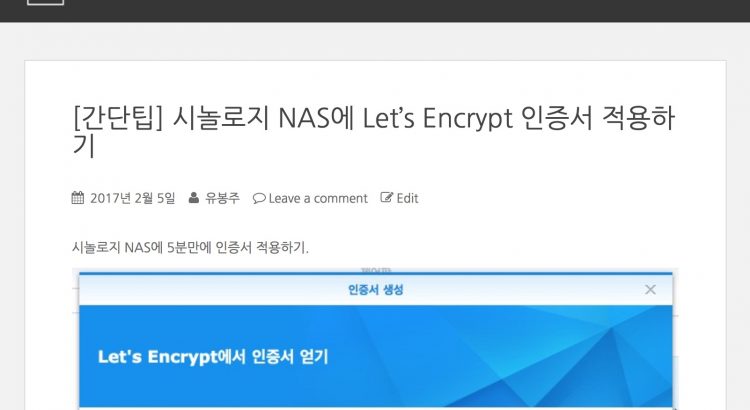 [간단팁] 시놀로지 NAS에 Let’s Encrypt 인증서 적용하
기
2017년 2월 5일 유봉주 Leave a comment Edit
시놀로지 NAS에 5분만에 인증서 적용하기.
제어판
인증서 생성
Let's Encrypt에서 인증서 얻기